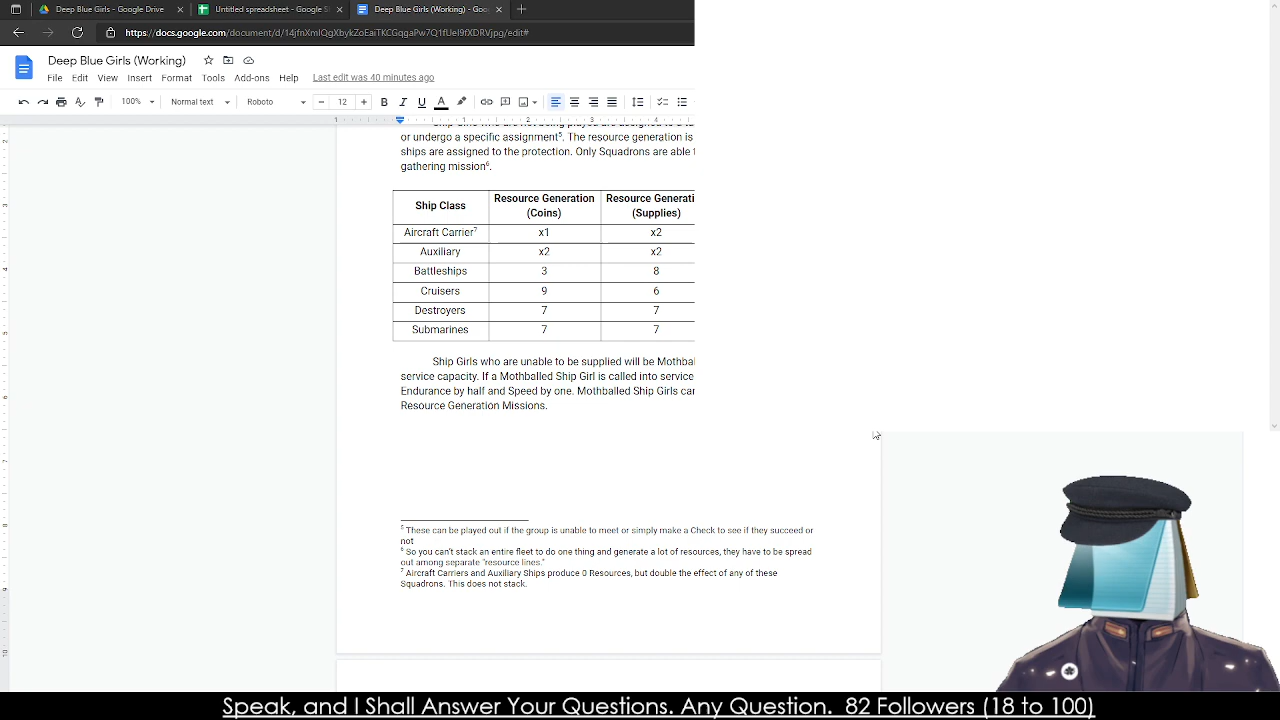 Deep Blue Girls - Google Drive
Untitled spreadsheet - Google S
Deep Blue Girls (Working) - Goo
https://docs.google.com/document/d/
Deep Blue Girls (Working)
File Edit View Insert Format Tools Add-ons Help Last edit was 40 minutes ago
100% Normal text Roboto 12
or undergo a specific assignment⁵. The resource generation is
ships are assigned to the protection. Only Squadrons are able
gathering mission⁶.
Ship Class Resource Generation (Coins) Resource Generati (Supplies)
Aircraft Carrier⁷ x1 x2
Auxiliary x2 x2
Battleships 3 8
Cruisers 9 6
Destroyers 7 7
Submarines 7 7
Ship Girls who are unable to be supplied will be Mothbal
service capacity. If a Mothballed Ship Girl is called into service
Endurance by half and Speed by one. Mothballed Ship Girls car
Resource Generation Missions.
⁵ These can be played out if the group is unable to meet or simply make a Check to see if they succeed or
not
⁶ So you can't stack an entire fleet to do one thing and generate a lot of resources, they have to be spread
out among separate "resource lines."
⁷ Aircraft Carriers and Auxiliary Ships produce 0 Resources, but double the effect of any of these
Squadrons. This does not stack.
Speak, and I Shall Answer Your Questions. Any Question. 82 Followers (18 to 100)